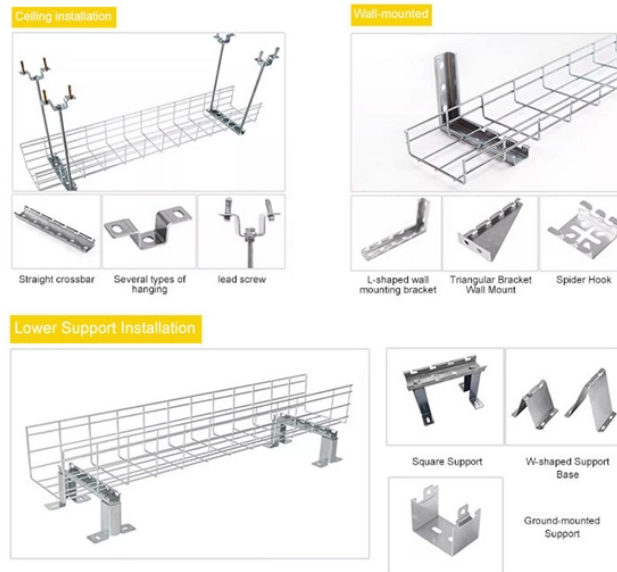 Ceiling installation
Wall-mounted
Straight crossbar
Several types of
hanging
lead screw
L-shaped wall
mounting bracket
Triangular Bracket
Wall Mount
Spider Hook
Lower Support Installation
Square Support
W-shaped Support
Base
Ground-mounted
Support